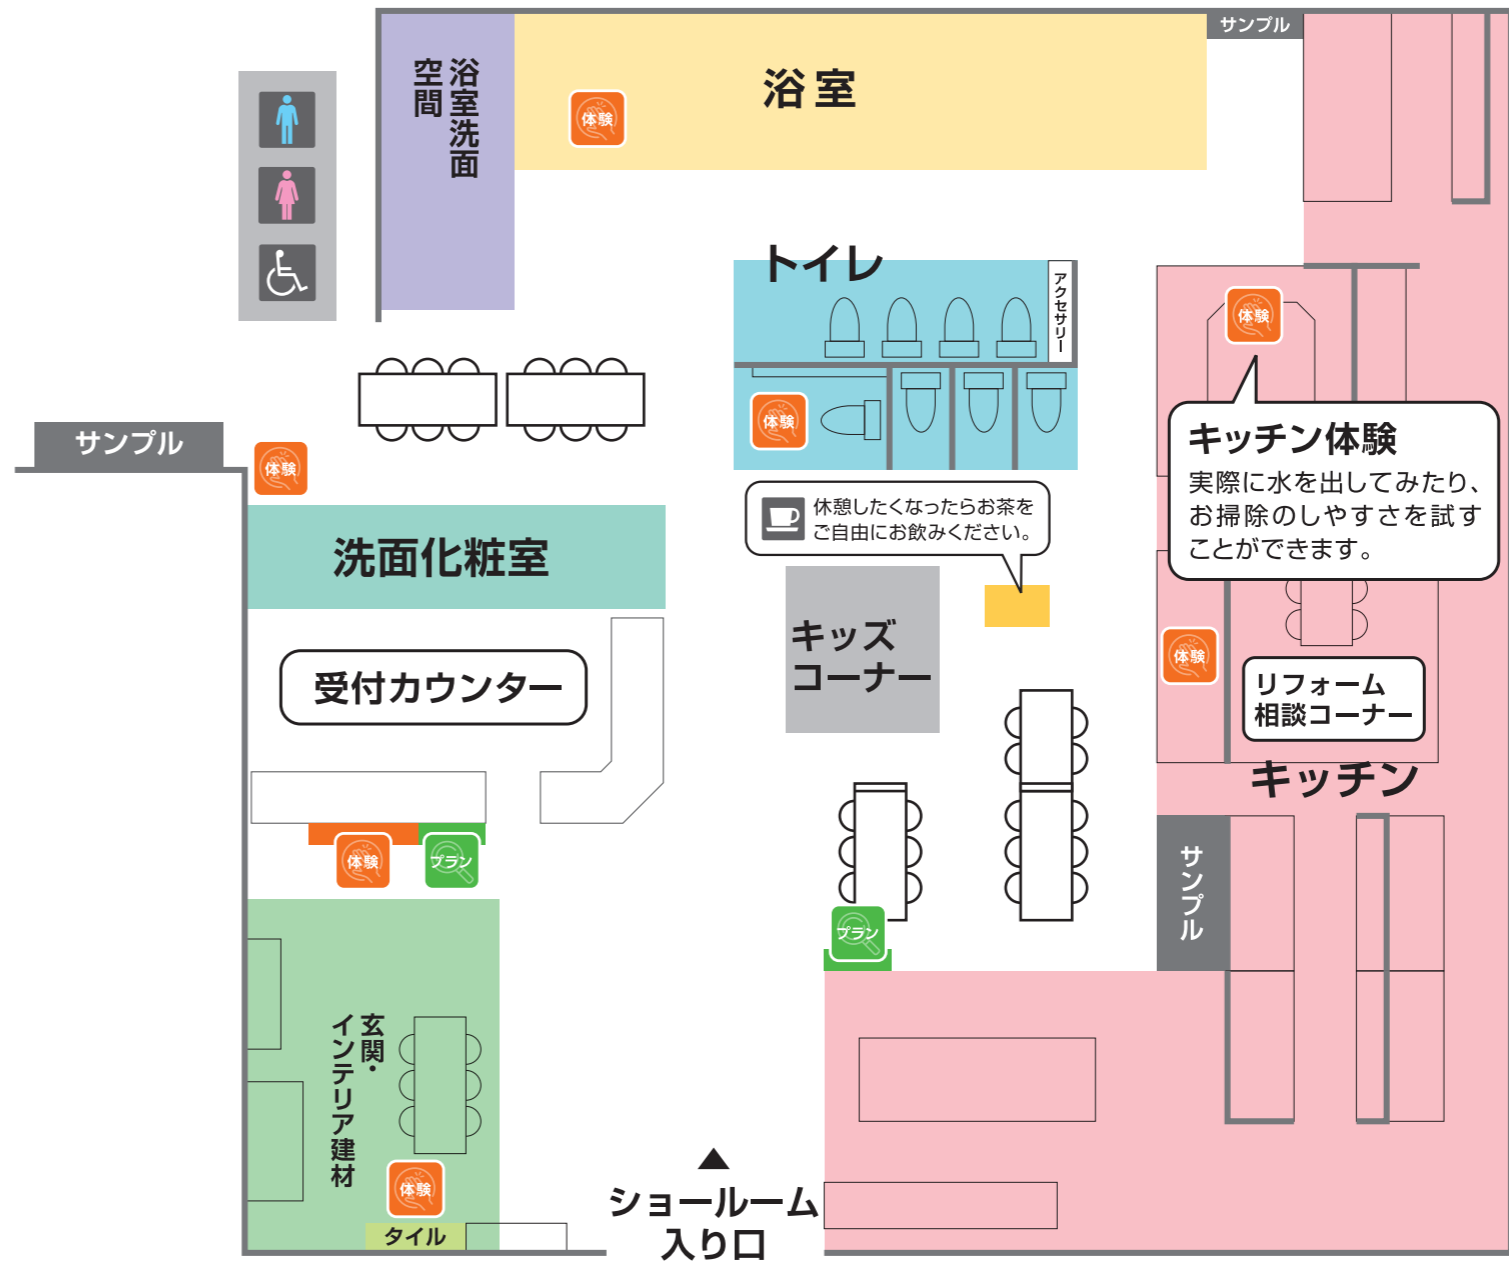 サンプル
浴室洗面
空間
浴室
体験
トイレ
アクセサリー
体験
体験
サンプル
体験
キッチン体験
実際に水を出してみたり、
お掃除のしやすさを試す
ことができます。
休憩したくなったらお茶を
ご自由にお飲みください。
洗面化粧室
キッズ
コーナー
体験
受付カウンター
リフォーム
相談コーナー
キッチン
体験
プラン
サンプル
プラン
玄関・
インテリア建材
体験
タイル
ショールーム
入り口